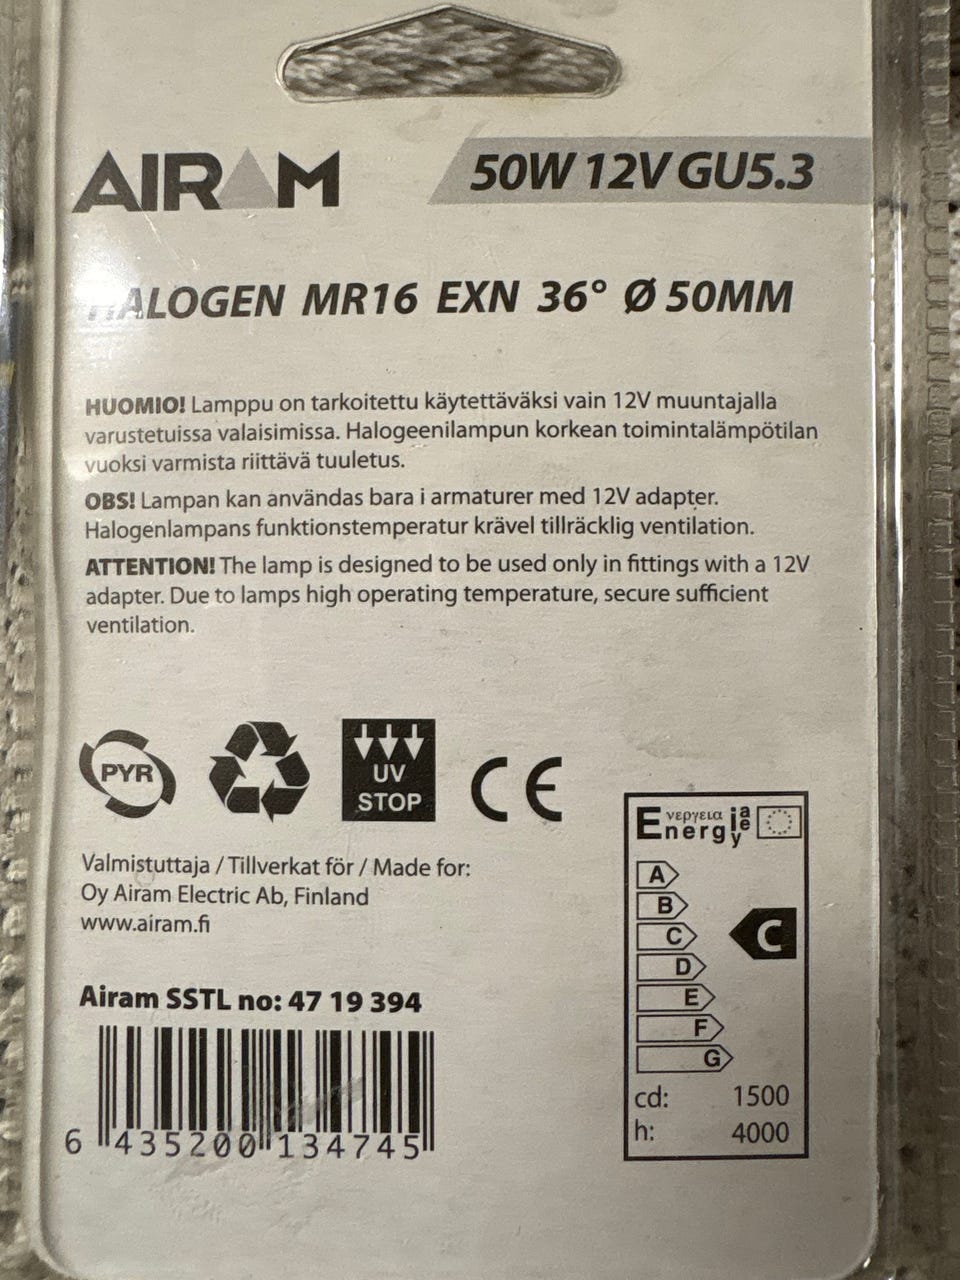 AIRAM
50W 12V GU5.3
HALOGEN MR16 EXN 36° Ø 50MM
HUOMIO! Lamppu on tarkoitettu käytettäväksi vain 12V muuntajalla
varustetuissa valaisimissa. Halogeenilampun korkean toimintalämpötilan
vuoksi varmista riittävä tuuletus.
OBS! Lampan kan användas bara i armaturer med 12V adapter.
Halogenlampans funktionstemperatur krävel tillräcklig ventilation.
ATTENTION! The lamp is designed to be used only in fittings with a 12V
adapter. Due to lamps high operating temperature, secure sufficient
ventilation.
PYR
UV
STOP
CE
Valmistuttaja / Tillverkat för / Made for:
Oy Airam Electric Ab, Finland
www.airam.fi
Airam SSTL no: 47 19 394
6 435200 134745
Eνεργεια ia
Energy ie
A
B
C
C
D
E
F
G
cd: 1500
h: 4000